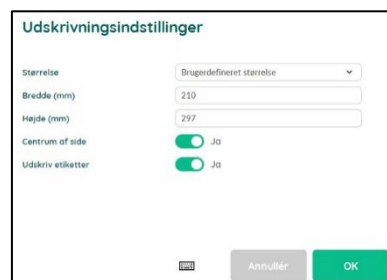 Udskrivningsindstillinger
Størrelse Brugerdefineret størrelse
Bredde (mm) 210
Højde (mm) 297
Centrum af side Ja
Udskriv etiketter Ja
Annullér OK